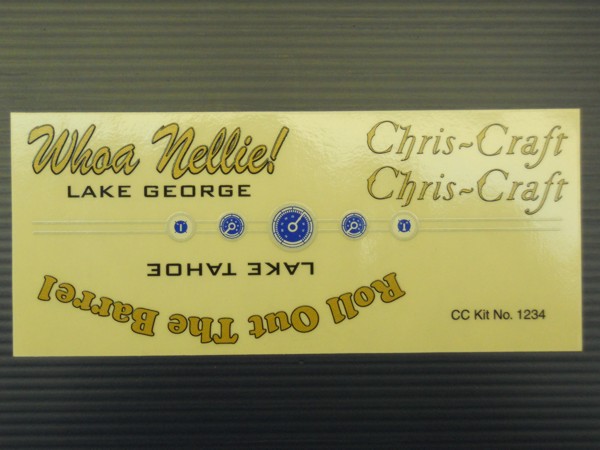 Whoa Nellie!
LAKE GEORGE
Chris~Craft
Chris~Craft
LAKE TAHOE
Roll Out The Barrel
CC Kit No. 1234